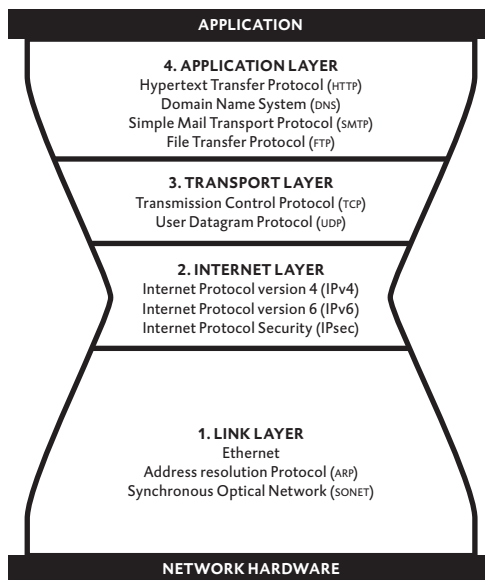 APPLICATION
4. APPLICATION LAYER
Hypertext Transfer Protocol (HTTP)
Domain Name System (DNS)
Simple Mail Transport Protocol (SMTP)
File Transfer Protocol (FTP)
3. TRANSPORT LAYER
Transmission Control Protocol (TCP)
User Datagram Protocol (UDP)
2. INTERNET LAYER
Internet Protocol version 4 (IPv4)
Internet Protocol version 6 (IPv6)
Internet Protocol Security (IPsec)
1. LINK LAYER
Ethernet
Address resolution Protocol (ARP)
Synchronous Optical Network (SONET)
NETWORK HARDWARE